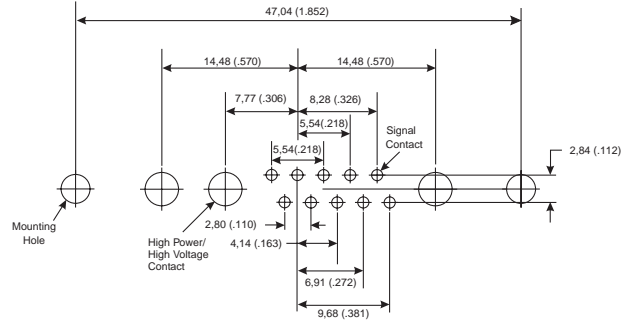 47,04 (1.852)
14,48 (.570)
14,48 (.570)
7,77 (.306)
8,28 (.326)
5,54(.218)
5,54(.218)
Signal
Contact
2,84 (.112)
Mounting
Hole
2,80 (.110)
High Power/
High Voltage
Contact
4,14 (.163)
6,91 (.272)
9,68 (.381)